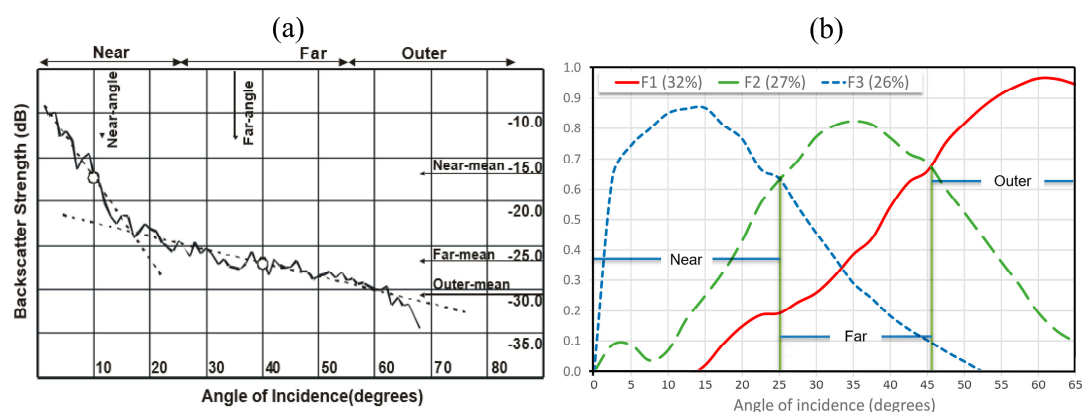 (a)
Near Far Outer
Backscatter Strength (dB)
Near-angle
Far-angle
-10.0
Near-mean
-15.0
-20.0
Far-mean
-25.0
Outer-mean
-30.0
-35.0
10 20 30 40 50 60 70 80
Angle of Incidence(degrees)
(b)
F1 (32%) F2 (27%) F3 (26%)
1.0
0.9
0.8
0.7
0.6
0.5
0.4
0.3
0.2
0.1
0.0
Outer
Near
Far
0 5 10 15 20 25 30 35 40 45 50 55 60 65
Angle of incidence (degrees)